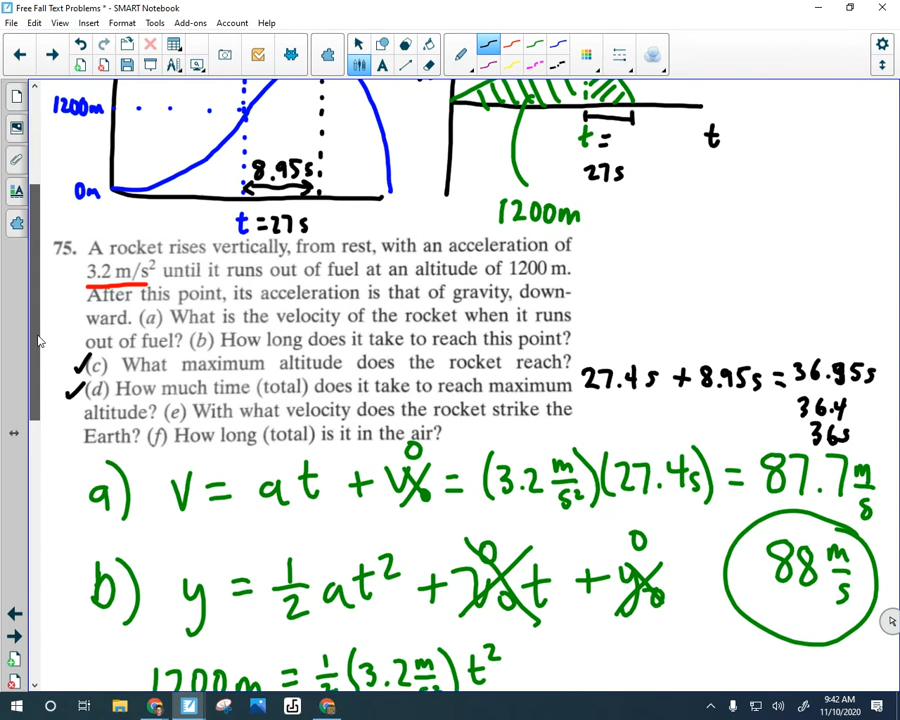 Free Fall Text Problems * - SMART Notebook
File Edit View Insert Format Tools Add-ons Account Help
1200m
0m
8.95s
t = 27s
t =
27s
t
1200m
75. A rocket rises vertically, from rest, with an acceleration of
3.2 m/s² until it runs out of fuel at an altitude of 1200 m.
After this point, its acceleration is that of gravity, down-
ward. (a) What is the velocity of the rocket when it runs
out of fuel? (b) How long does it take to reach this point?
(c) What maximum altitude does the rocket reach?
(d) How much time (total) does it take to reach maximum
altitude? (e) With what velocity does the rocket strike the
Earth? (f) How long (total) is it in the air?
27.4s + 8.95s = 36.35s
36.4
36s
a) v = at + v₀ 0 = (3.2 m/s²)(27.4s) = 87.7 m/s
88 m/s
b) y = 1/2 at² + v₀ 0 t + y₀ 0
1200m = 1/2 (3.2 m/s²) t²
9:42 AM
11/10/2020